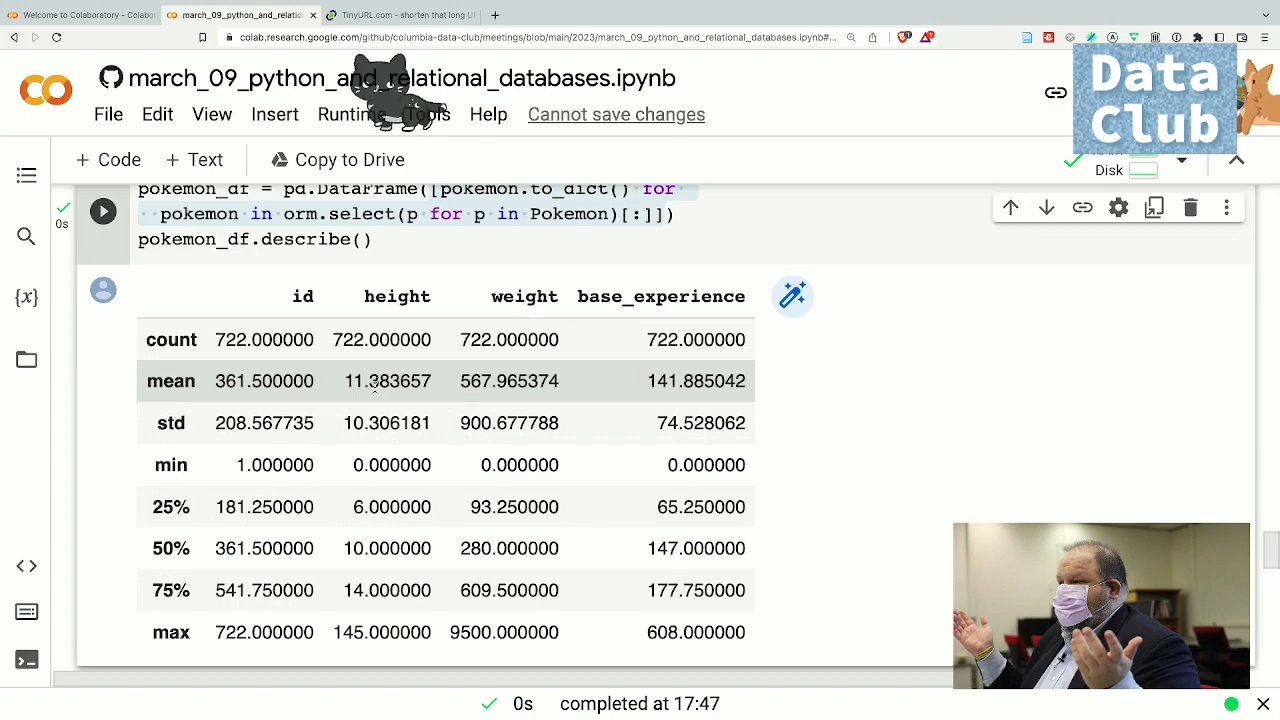 Welcome to Colaboratory - Colabor
march_09_python_and_relatio
TinyURL.com - shorten that long U
colab.research.google.com/github/columbia-data-club/meetings/blob/main/2023/march_09_python_and_relational_databases.ipynb#...
march_09_python_and_relational_databases.ipynb
File Edit View Insert Runtime Tools Help Cannot save changes
Data
Club
+ Code + Text Copy to Drive
Disk
pokemon_df = pd.DataFrame([pokemon.to_dict() for
pokemon in orm.select(p for p in Pokemon)[:]])
pokemon_df.describe()
0s
{x}
id height weight base_experience
count 722.000000 722.000000 722.000000 722.000000
mean 361.500000 11.383657 567.965374 141.885042
std 208.567735 10.306181 900.677788 74.528062
min 1.000000 0.000000 0.000000 0.000000
25% 181.250000 6.000000 93.250000 65.250000
50% 361.500000 10.000000 280.000000 147.000000
75% 541.750000 14.000000 609.500000 177.750000
max 722.000000 145.000000 9500.000000 608.000000
0s completed at 17:47